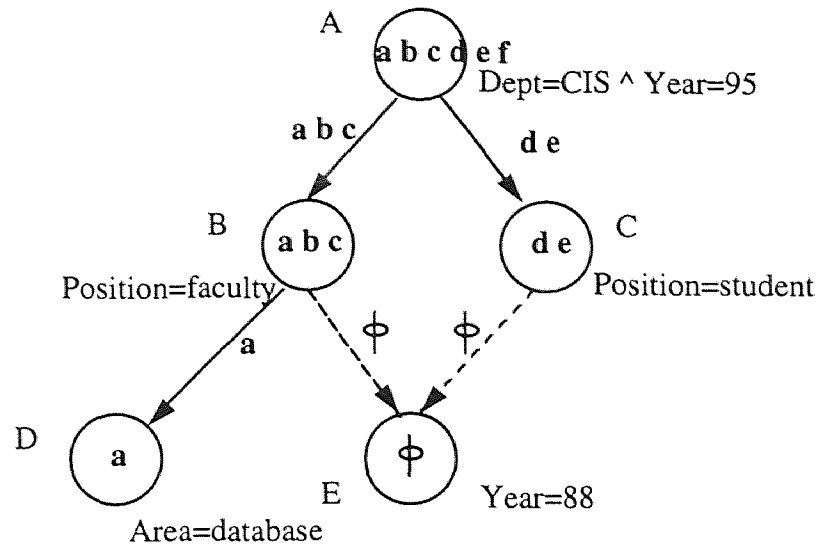 A
a b c d e f
Dept=CIS ^ Year=95
a b c
d e
B
a b c
d e
C
Position=faculty
Position=student
ϕ
ϕ
a
D
a
ϕ
E
Year=88
Area=database